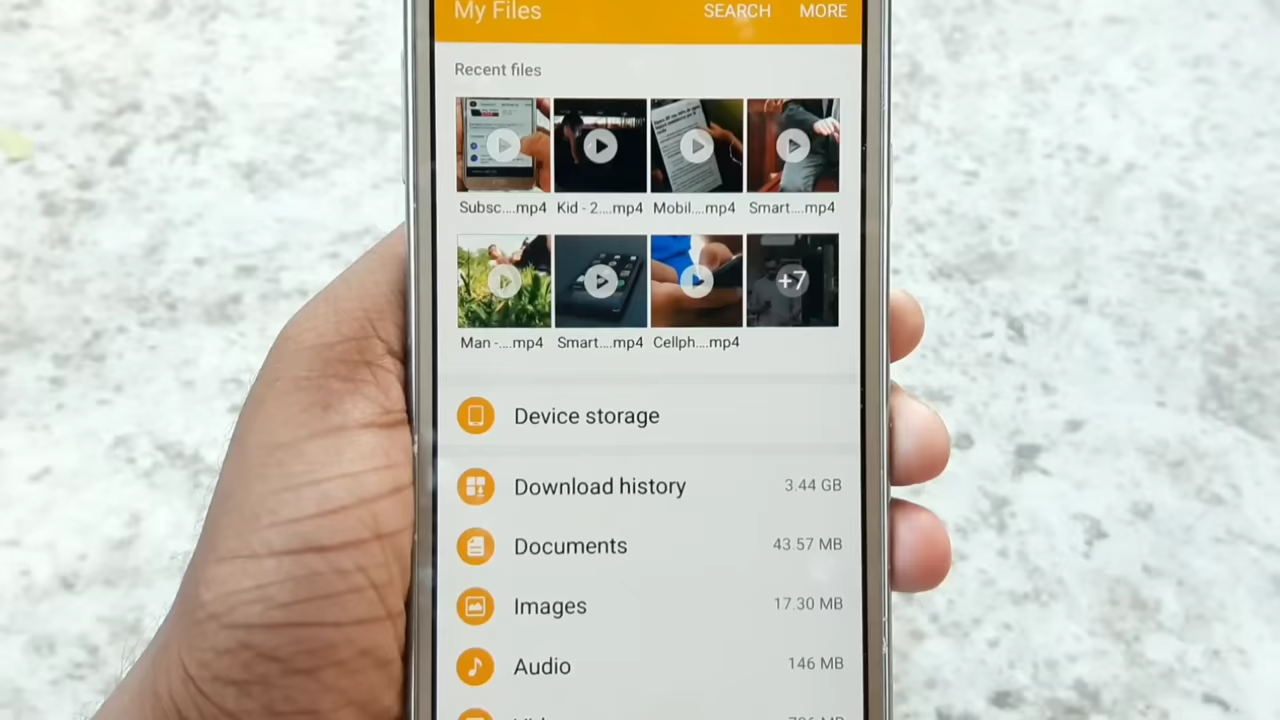 My Files SEARCH MORE
Recent files
Subsc....mp4 Kid - 2....mp4 Mobil....mp4 Smart....mp4
+7
Man -....mp4 Smart....mp4 Cellph....mp4
Device storage
Download history 3.44 GB
Documents 43.57 MB
Images 17.30 MB
Audio 146 MB